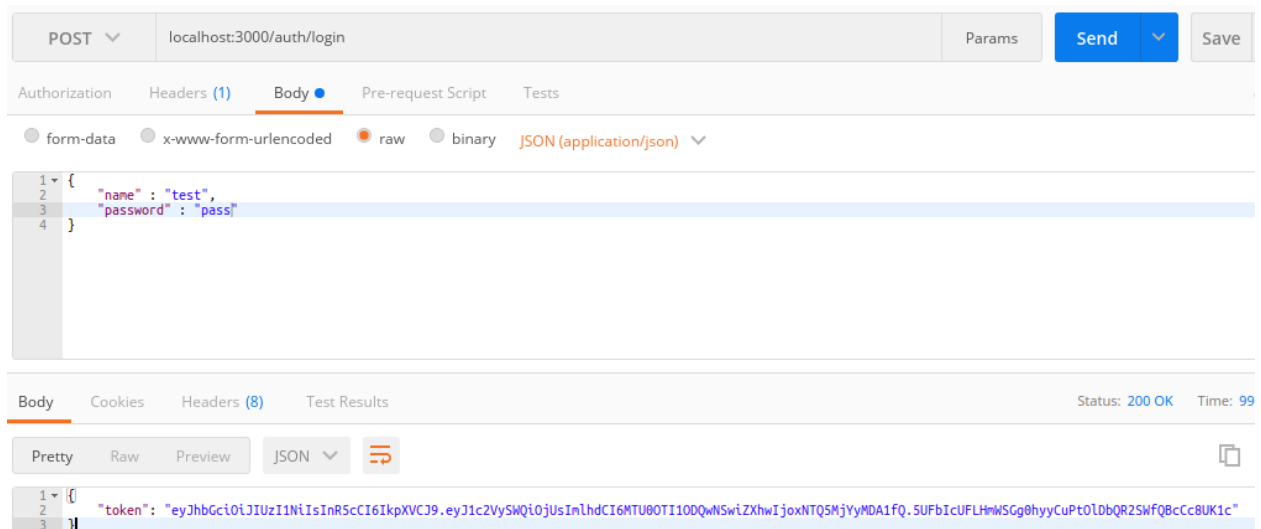 POST localhost:3000/auth/login Params Send Save
Authorization Headers (1) Body Pre-request Script Tests
form-data x-www-form-urlencoded raw binary JSON (application/json)
1 {
2 "name" : "test",
3 "password" : "pass"
4 }
Body Cookies Headers (8) Test Results Status: 200 OK Time: 99
Pretty Raw Preview JSON
1 {
2 "token": "eyJhbGciOiJIUzI1NiIsInR5cCI6IkpXVCJ9.eyJ1c2VySWQiOjUsImlhdCI6MTU0OTI1ODQwNSwiZXhwIjoxNTQ5MjYyMDA1fQ.5UFbIcUFLHmWSGg0hyyCuPtOlDbQR2SWfQBcCc8UK1c"
3 }